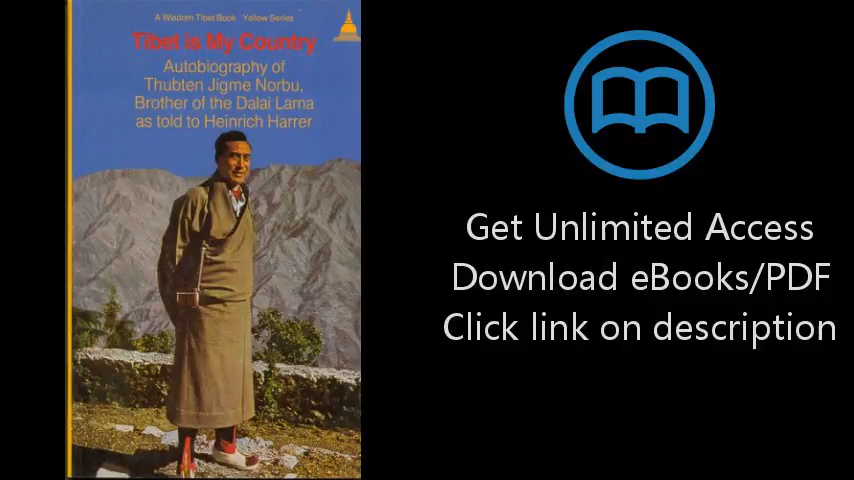 A Wisdom Tibet Book Yellow Series
Tibet is My Country
Autobiography of
Thubten Jigme Norbu,
Brother of the Dalai Lama
as told to Heinrich Harrer
Get Unlimited Access
Download eBooks/PDF
Click link on description